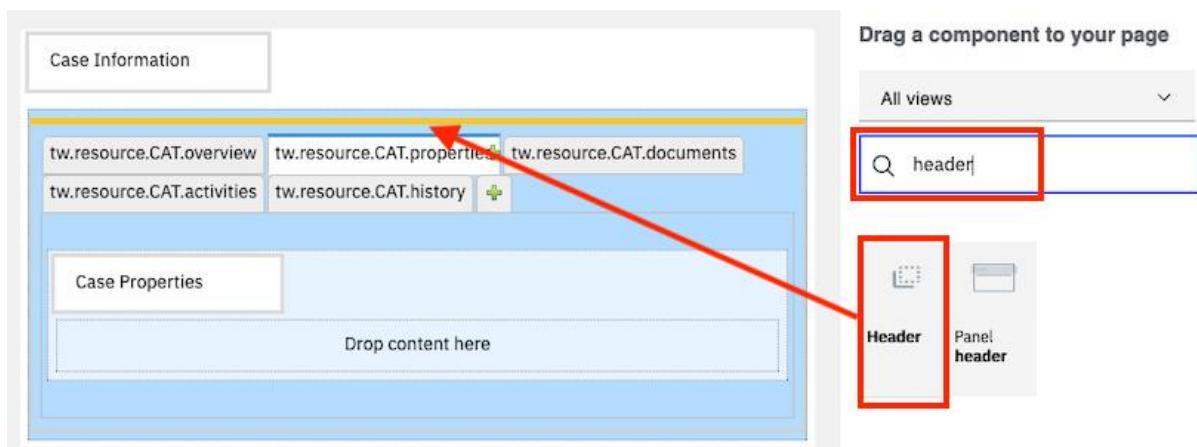 Case Information
tw.resource.CAT.overview
tw.resource.CAT.properties
tw.resource.CAT.documents
tw.resource.CAT.activities
tw.resource.CAT.history
Case Properties
Drop content here
Drag a component to your page
All views
header
Header
Panel
header